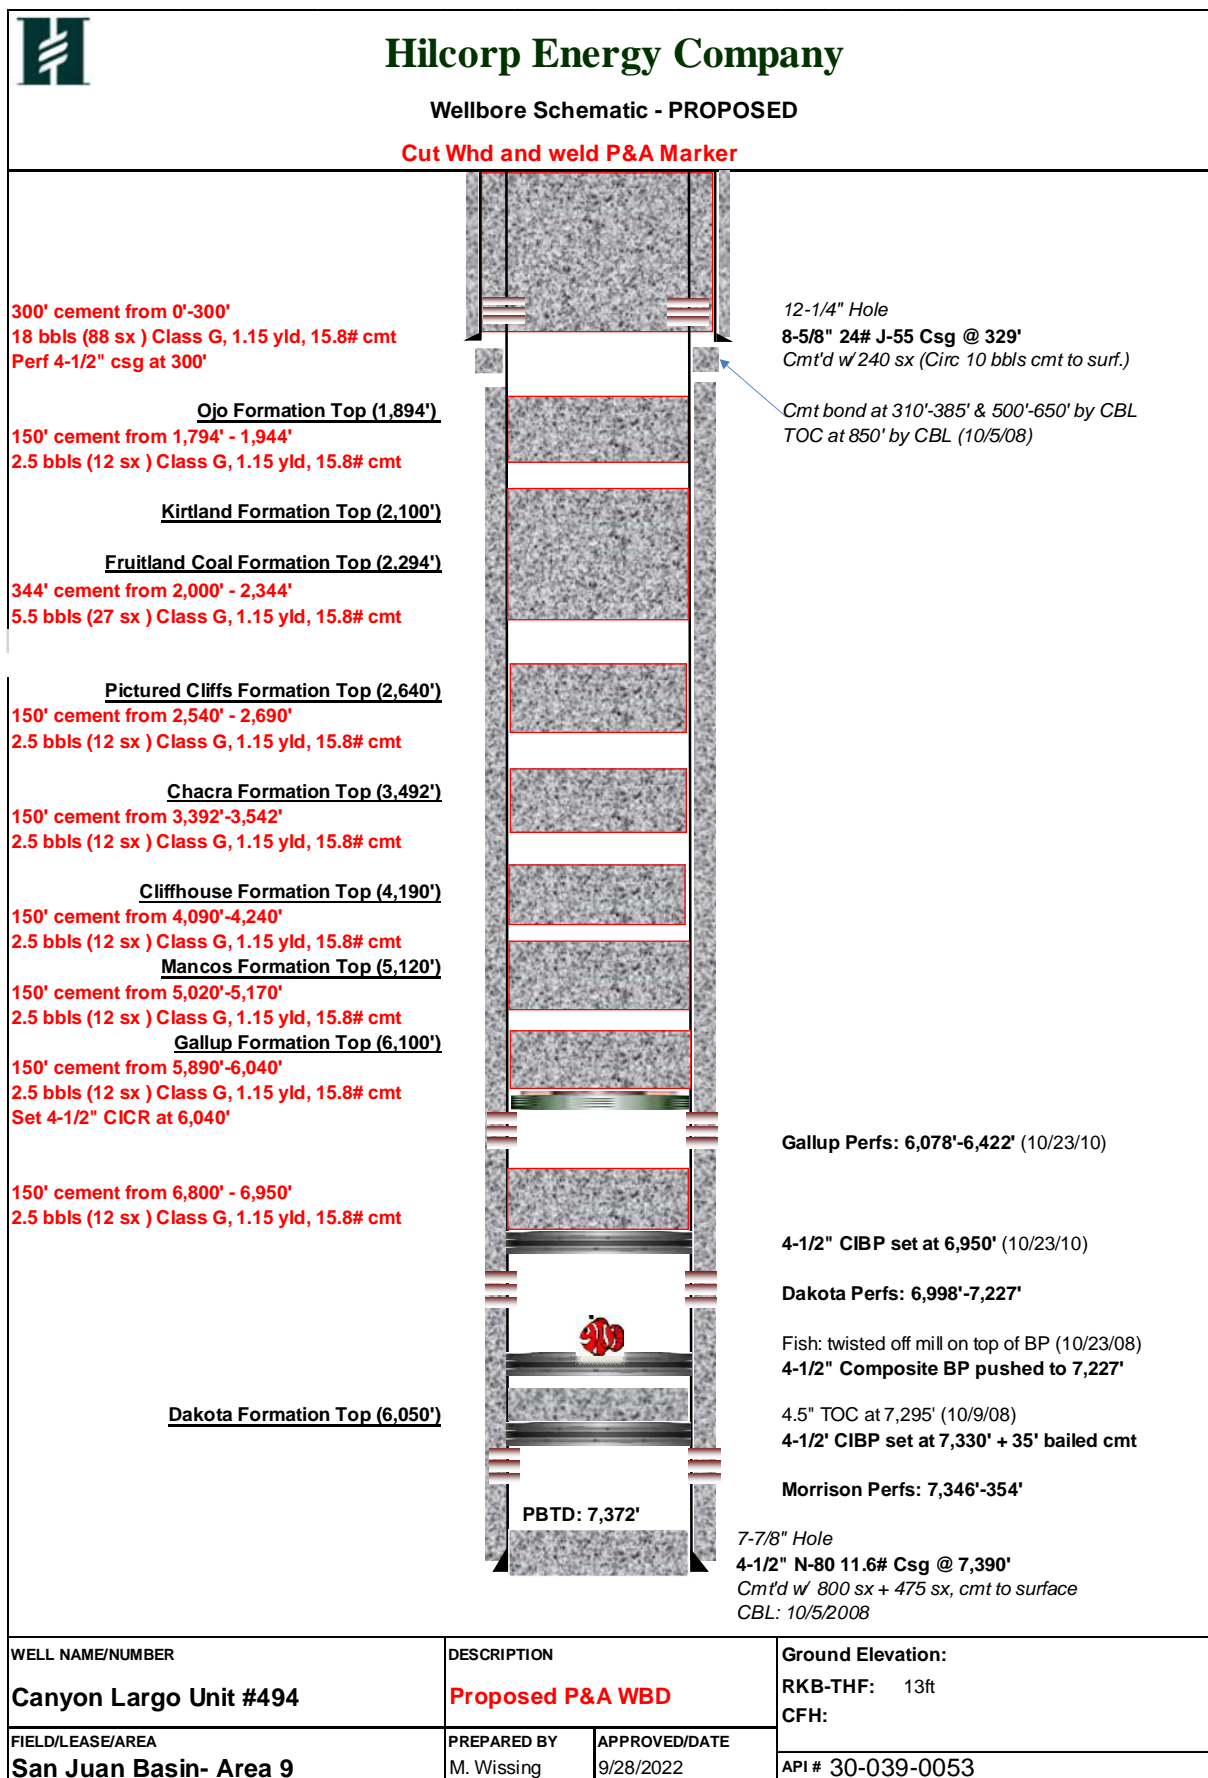 Hilcorp Energy Company
Wellbore Schematic - PROPOSED
Cut Whd and weld P&A Marker
300' cement from 0'-300'
18 bbls (88 sx ) Class G, 1.15 yld, 15.8# cmt
Perf 4-1/2" csg at 300'
12-1/4" Hole
8-5/8" 24# J-55 Csg @ 329'
Cmt'd w/ 240 sx (Circ 10 bbls cmt to surf.)
Cmt bond at 310'-385' & 500'-650' by CBL
TOC at 850' by CBL (10/5/08)
Ojo Formation Top (1,894')
150' cement from 1,794' - 1,944'
2.5 bbls (12 sx ) Class G, 1.15 yld, 15.8# cmt
Kirtland Formation Top (2,100')
Fruitland Coal Formation Top (2,294')
344' cement from 2,000' - 2,344'
5.5 bbls (27 sx ) Class G, 1.15 yld, 15.8# cmt
Pictured Cliffs Formation Top (2,640')
150' cement from 2,540' - 2,690'
2.5 bbls (12 sx ) Class G, 1.15 yld, 15.8# cmt
Chacra Formation Top (3,492')
150' cement from 3,392'-3,542'
2.5 bbls (12 sx ) Class G, 1.15 yld, 15.8# cmt
Cliffhouse Formation Top (4,190')
150' cement from 4,090'-4,240'
2.5 bbls (12 sx ) Class G, 1.15 yld, 15.8# cmt
Mancos Formation Top (5,120')
150' cement from 5,020'-5,170'
2.5 bbls (12 sx ) Class G, 1.15 yld, 15.8# cmt
Gallup Formation Top (6,100')
150' cement from 5,890'-6,040'
2.5 bbls (12 sx ) Class G, 1.15 yld, 15.8# cmt
Set 4-1/2" CICR at 6,040'
Gallup Perfs: 6,078'-6,422' (10/23/10)
150' cement from 6,800' - 6,950'
2.5 bbls (12 sx ) Class G, 1.15 yld, 15.8# cmt
4-1/2" CIBP set at 6,950' (10/23/10)
Dakota Perfs: 6,998'-7,227'
Fish: twisted off mill on top of BP (10/23/08)
4-1/2" Composite BP pushed to 7,227'
Dakota Formation Top (6,050')
4.5" TOC at 7,295' (10/9/08)
4-1/2' CIBP set at 7,330' + 35' bailed cmt
Morrison Perfs: 7,346'-354'
PBTD: 7,372'
7-7/8" Hole
4-1/2" N-80 11.6# Csg @ 7,390'
Cmt'd w/ 800 sx + 475 sx, cmt to surface
CBL: 10/5/2008
WELL NAME/NUMBER
Canyon Largo Unit #494
DESCRIPTION
Proposed P&A WBD
Ground Elevation:
RKB-THF: 13ft
CFH:
FIELD/LEASE/AREA
San Juan Basin- Area 9
PREPARED BY
M. Wissing
APPROVED/DATE
9/28/2022
API # 30-039-0053